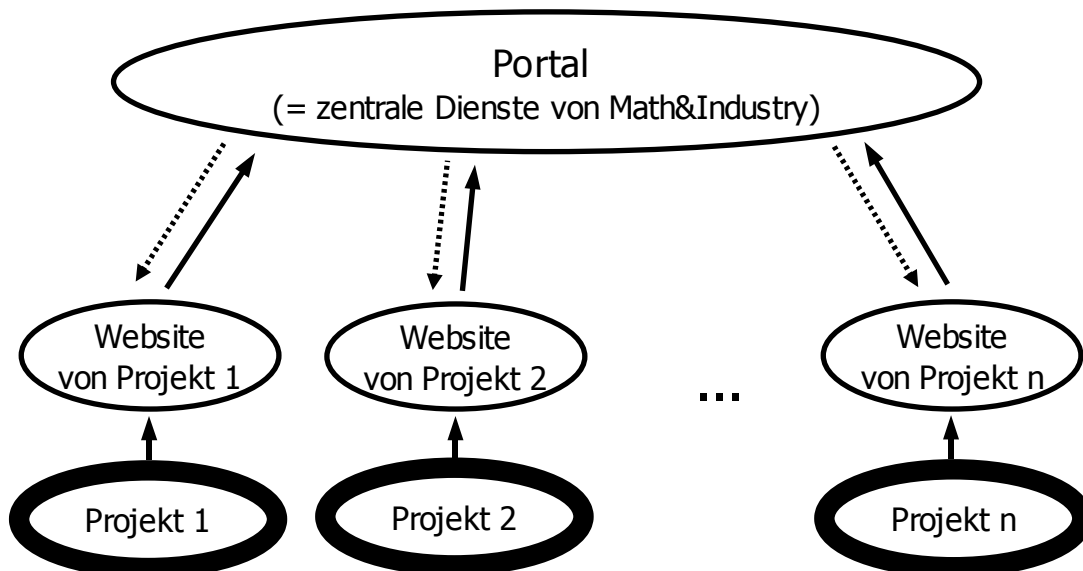 Portal
(= zentrale Dienste von Math&Industry)
Website
von Projekt 1
Website
von Projekt 2
Website
von Projekt n
...
Projekt 1
Projekt 2
Projekt n